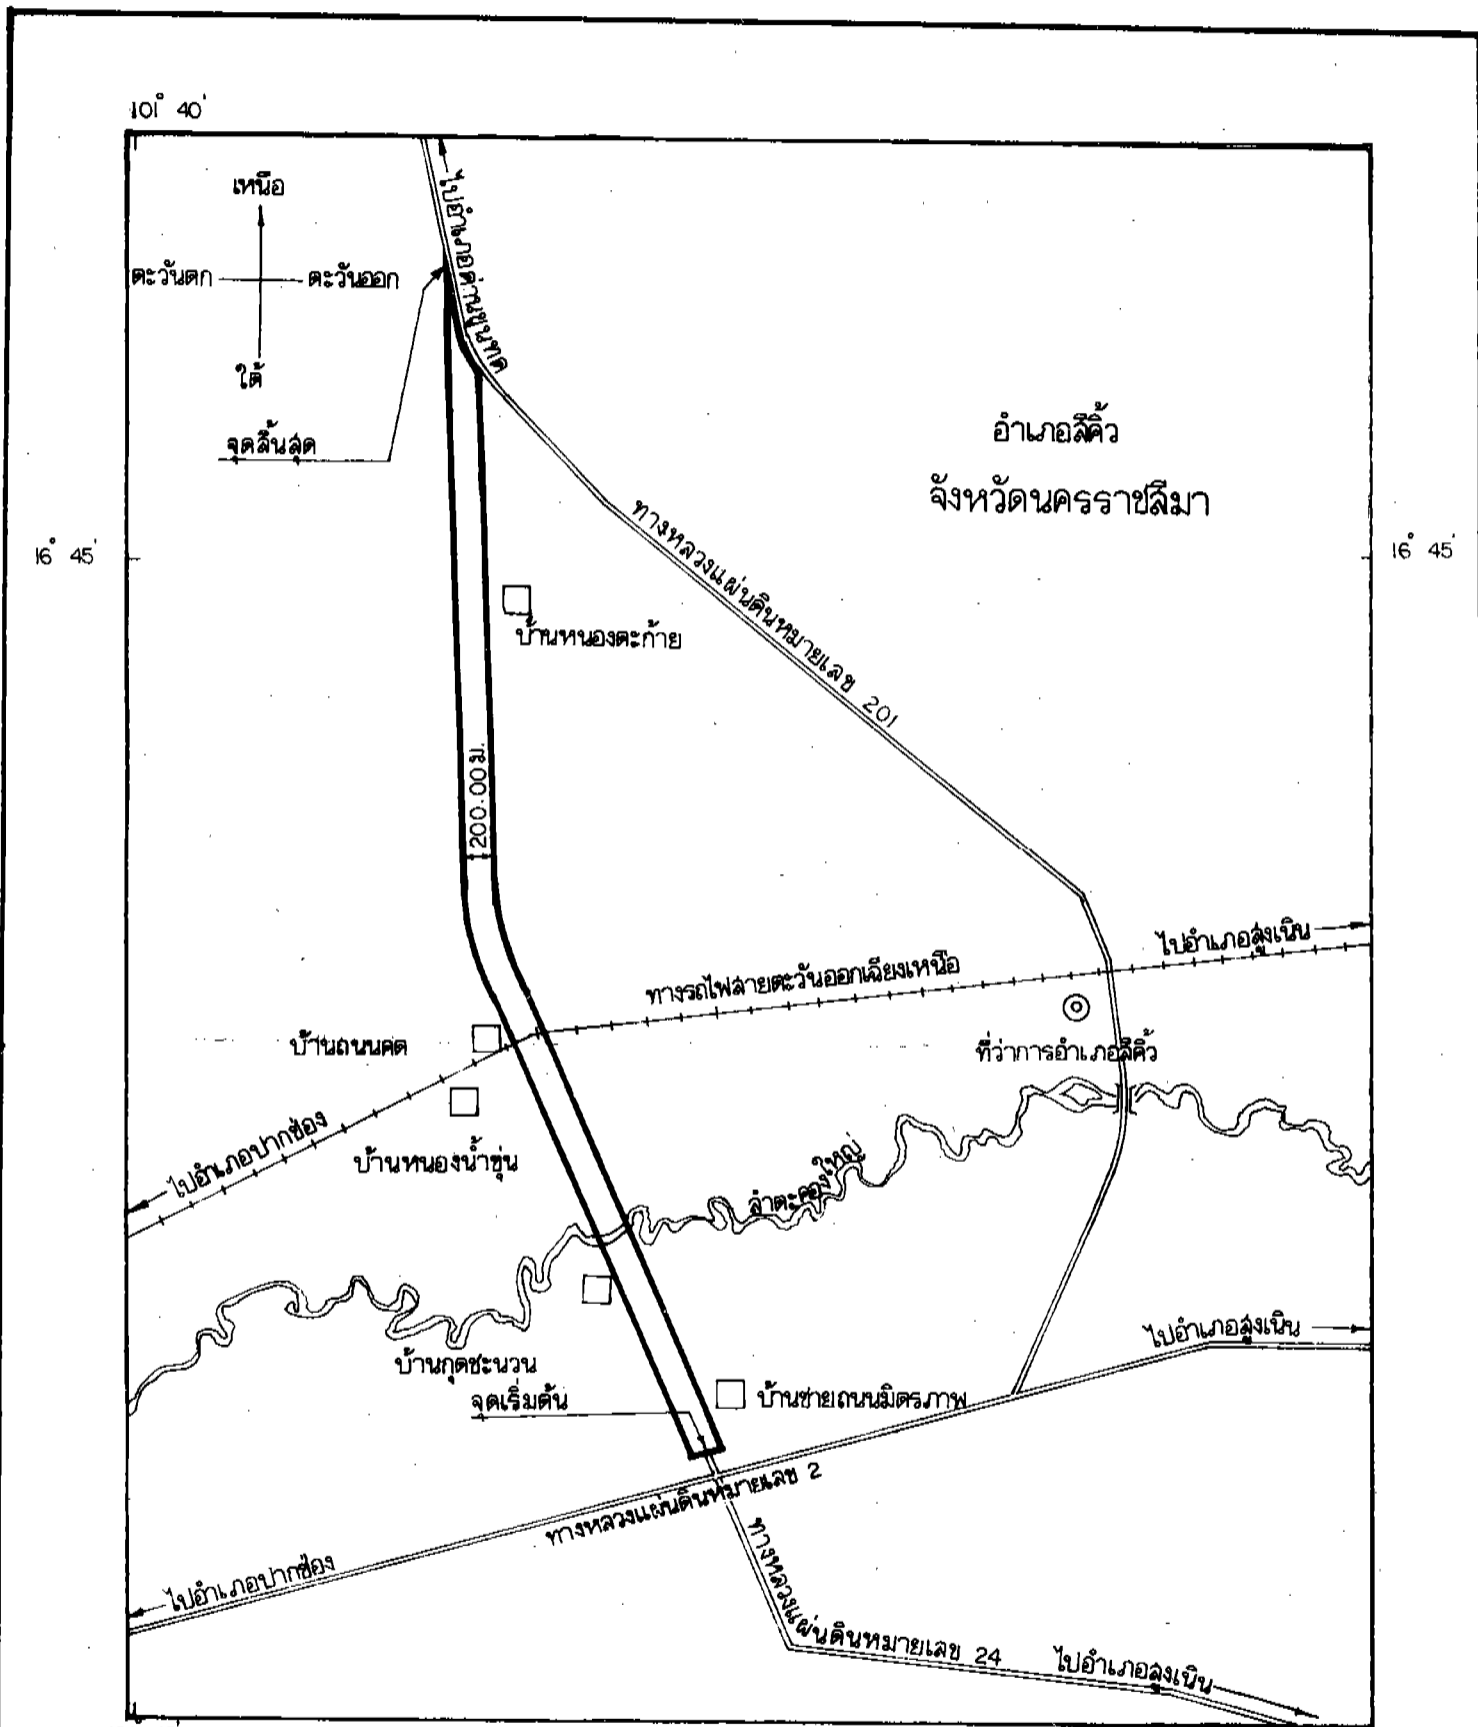 101° 40'
เหนือ
ตะวันตก
ตะวันออก
ใต้
ไปอำเภอด่านขุนทด
จุดสิ้นสุด
อำเภอสีคิ้ว
จังหวัดนครราชสีมา
16° 45'
16° 45'
ทางหลวงแผ่นดินหมายเลข 201
บ้านหนองตะก้าย
200.00 ม.
ไปอำเภอสูงเนิน
ทางรถไฟสายตะวันออกเฉียงเหนือ
บ้านถนนคด
ที่ว่าการอำเภอสีคิ้ว
ไปอำเภอปากช่อง
บ้านหนองน้ำขุ่น
ลำตะคองใหญ่
ไปอำเภอสูงเนิน
บ้านกุดชะนวน
จุดเริ่มต้น
บ้านชายถนนมิตรภาพ
ทางหลวงแผ่นดินหมายเลข 2
ไปอำเภอปากช่อง
ทางหลวงแผ่นดินหมายเลข 24
ไปอำเภอสูงเนิน